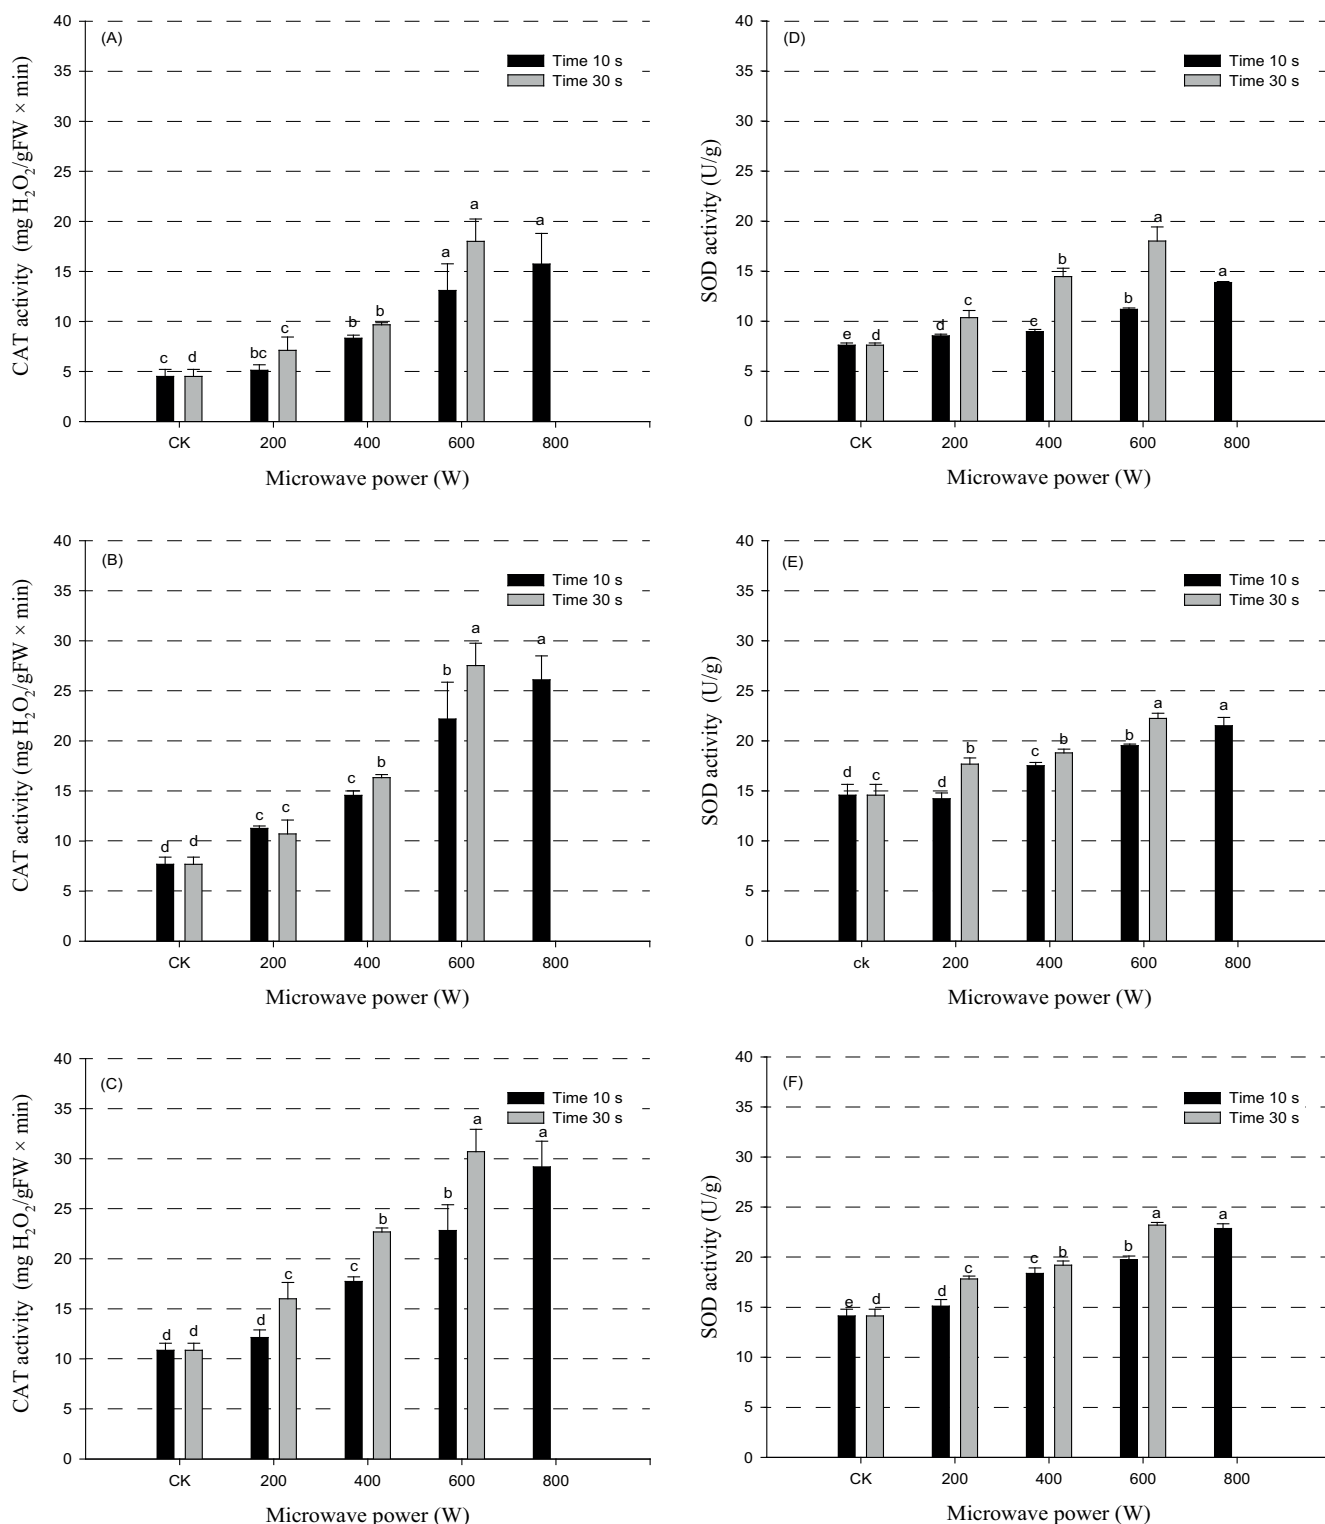 (A)
Time 10 s
Time 30 s
CAT activity (mg H₂O₂/gFW × min)
40
35
30
25
20
15
10
5
0
c d bc c b b a a a
CK 200 400 600 800
Microwave power (W)
(D)
Time 10 s
Time 30 s
SOD activity (U/g)
40
35
30
25
20
15
10
5
0
e d d c c b b a a
CK 200 400 600 800
Microwave power (W)
(B)
Time 10 s
Time 30 s
CAT activity (mg H₂O₂/gFW × min)
40
35
30
25
20
15
10
5
0
d d c c c b b a a
CK 200 400 600 800
Microwave power (W)
(E)
Time 10 s
Time 30 s
SOD activity (U/g)
40
35
30
25
20
15
10
5
0
d c d b c b b a a
ck 200 400 600 800
Microwave power (W)
(C)
Time 10 s
Time 30 s
CAT activity (mg H₂O₂/gFW × min)
40
35
30
25
20
15
10
5
0
d d d c c b b a a
CK 200 400 600 800
Microwave power (W)
(F)
Time 10 s
Time 30 s
SOD activity (U/g)
40
35
30
25
20
15
10
5
0
e d d c c b b a a
CK 200 400 600 800
Microwave power (W)